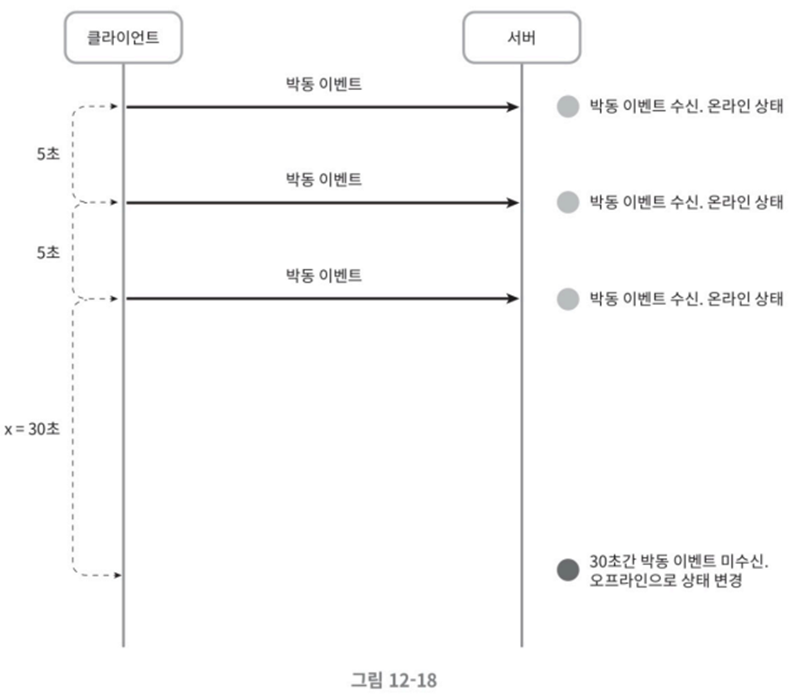 클라이언트
서버
박동 이벤트
박동 이벤트 수신. 온라인 상태
5초
박동 이벤트
박동 이벤트 수신. 온라인 상태
5초
박동 이벤트
박동 이벤트 수신. 온라인 상태
x = 30초
30초간 박동 이벤트 미수신.
오프라인으로 상태 변경
그림 12-18